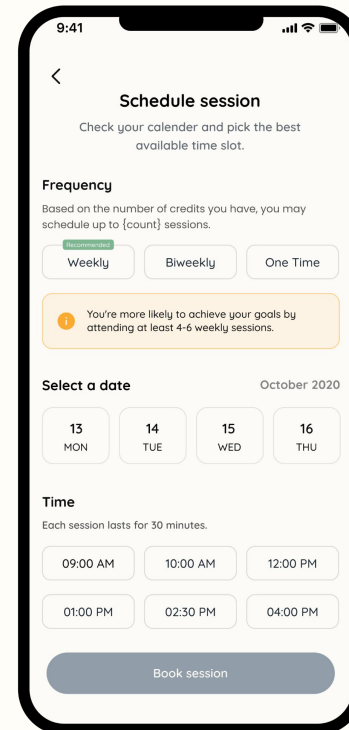 9:41
Schedule session
Check your calender and pick the best
available time slot.
Frequency
Based on the number of credits you have, you may
schedule up to {count} sessions.
Recommended
Weekly
Biweekly
One Time
You're more likely to achieve your goals by
attending at least 4-6 weekly sessions.
Select a date
October 2020
13
MON
14
TUE
15
WED
16
THU
Time
Each session lasts for 30 minutes.
09:00 AM
10:00 AM
12:00 PM
01:00 PM
02:30 PM
04:00 PM
Book session